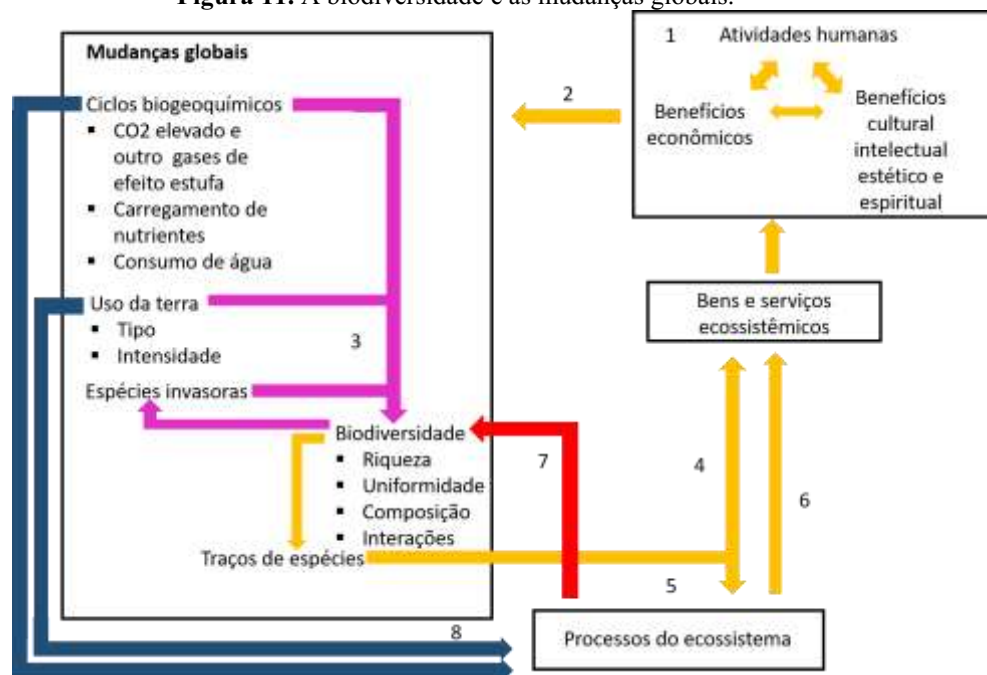 Figura 11. A biodiversidade e as mudanças globais.
Mudanças globais
Ciclos biogeoquímicos
▪ CO2 elevado e
outro gases de
efeito estufa
▪ Carregamento de
nutrientes
▪ Consumo de água
Uso da terra
▪ Tipo
▪ Intensidade
Espécies invasoras
3
Biodiversidade
▪ Riqueza
▪ Uniformidade
▪ Composição
▪ Interações
Traços de espécies
2
1 Atividades humanas
Benefícios
econômicos
Benefícios
cultural
intelectual
estético e
espiritual
Bens e serviços
ecossistêmicos
4
6
7
5
8
Processos do ecossistema